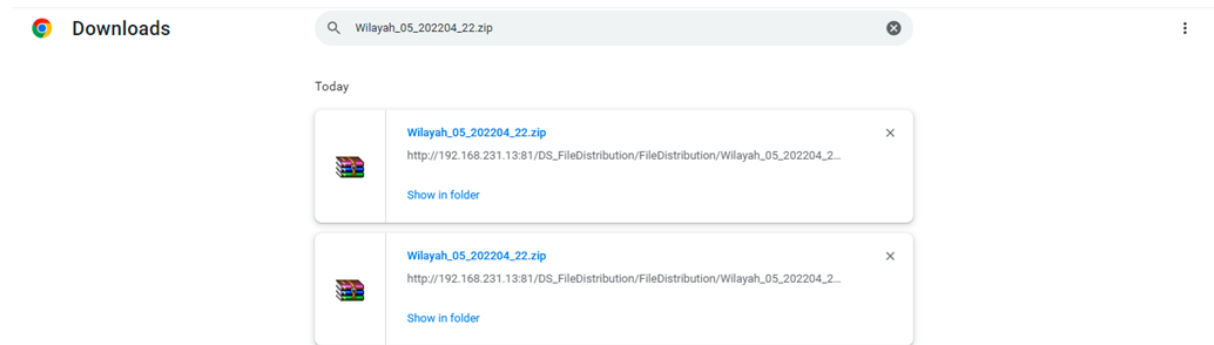 Downloads
Wilayah_05_202204_22.zip
Today
Wilayah_05_202204_22.zip
http://192.168.231.13:81/DS_FileDistribution/FileDistribution/Wilayah_05_202204_2...
Show in folder
Wilayah_05_202204_22.zip
http://192.168.231.13:81/DS_FileDistribution/FileDistribution/Wilayah_05_202204_2...
Show in folder